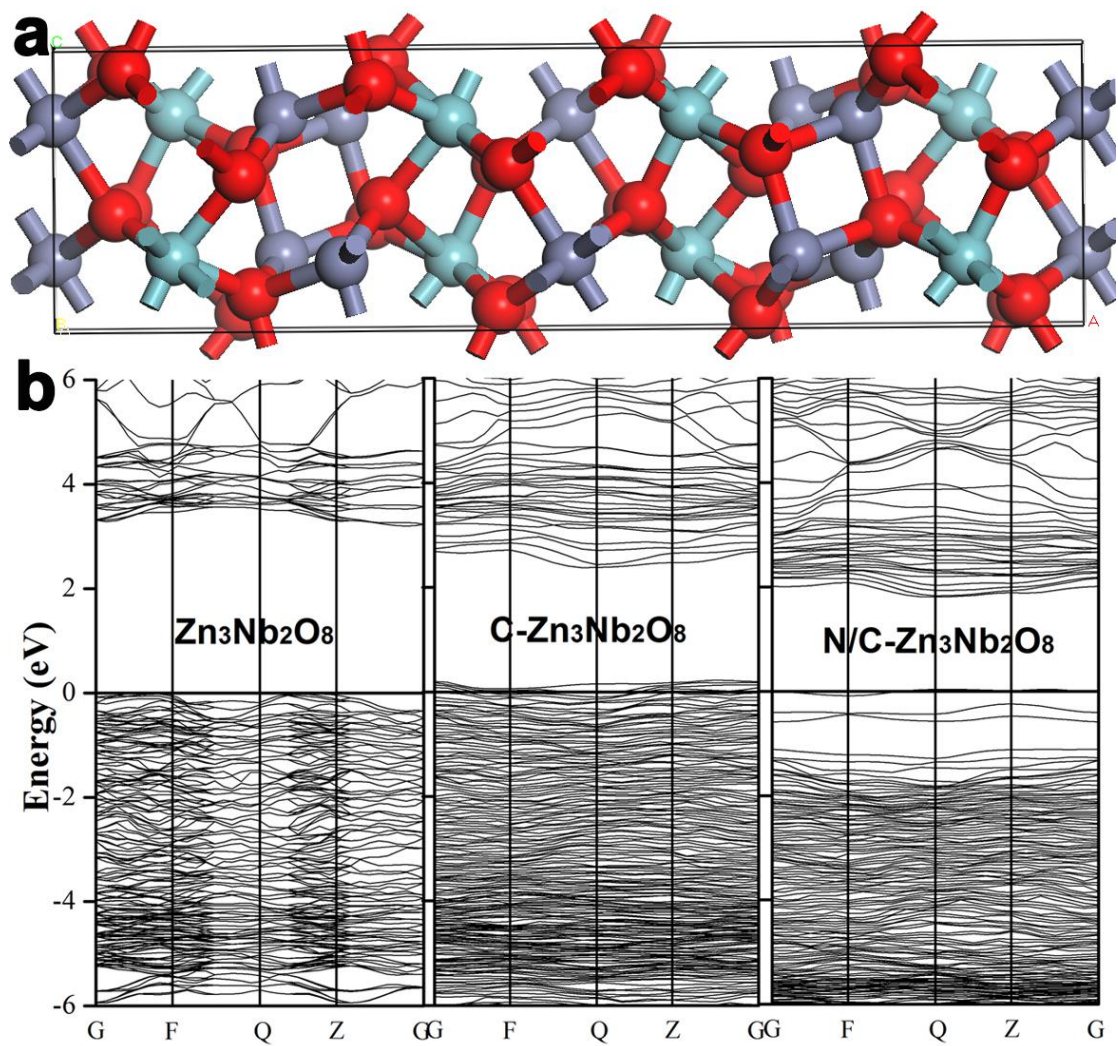 a
C
B
A
b
6
4
2
0
-2
-4
-6
Energy (eV)
Zn₃Nb₂O₈
C-Zn₃Nb₂O₈
N/C-Zn₃Nb₂O₈
G F Q Z G G F Q Z G G F Q Z G